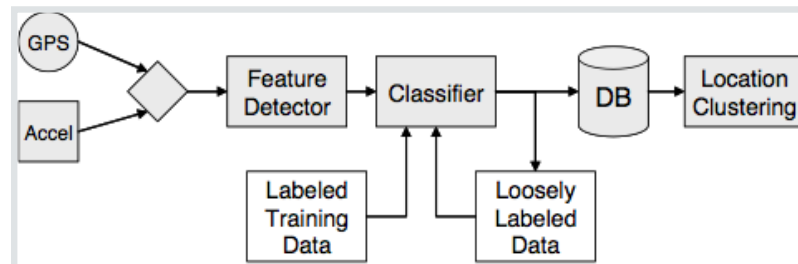 GPS
Accel
Feature
Detector
Classifier
DB
Location
Clustering
Labeled
Training
Data
Loosely
Labeled
Data